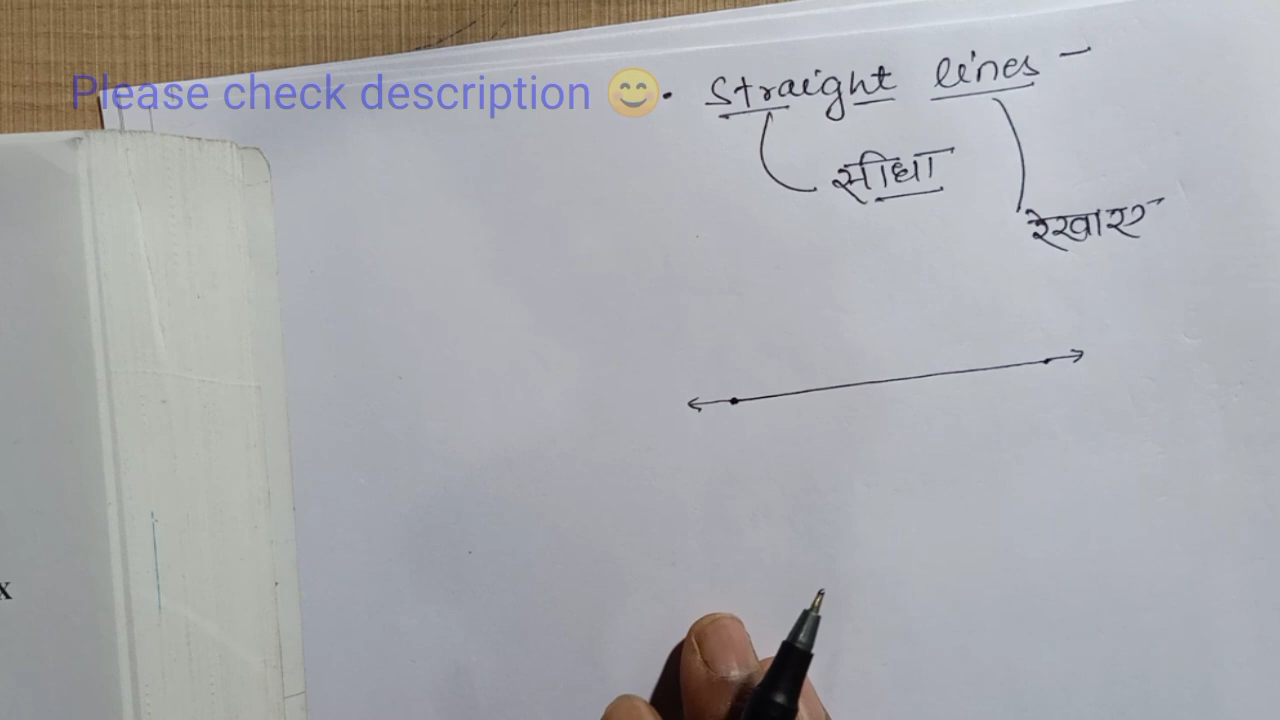 Please check description 😊
• Straight lines -
सीधा
रेखाएँ
x